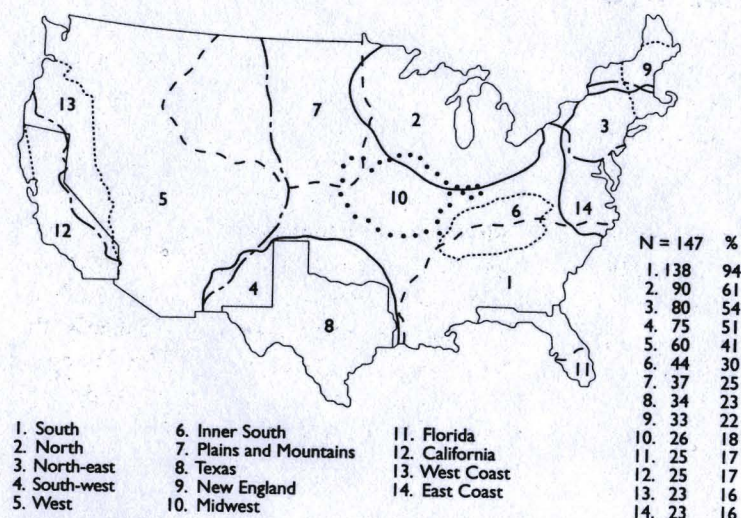 13
7
2
9
3
5
10
6
14
12
4
1
8
11
N = 147 %
1. 138 94
2. 90 61
3. 80 54
4. 75 51
5. 60 41
6. 44 30
7. 37 25
8. 34 23
9. 33 22
10. 26 18
11. 25 17
12. 25 17
13. 23 16
14. 23 16
1. South
2. North
3. North-east
4. South-west
5. West
6. Inner South
7. Plains and Mountains
8. Texas
9. New England
10. Midwest
11. Florida
12. California
13. West Coast
14. East Coast